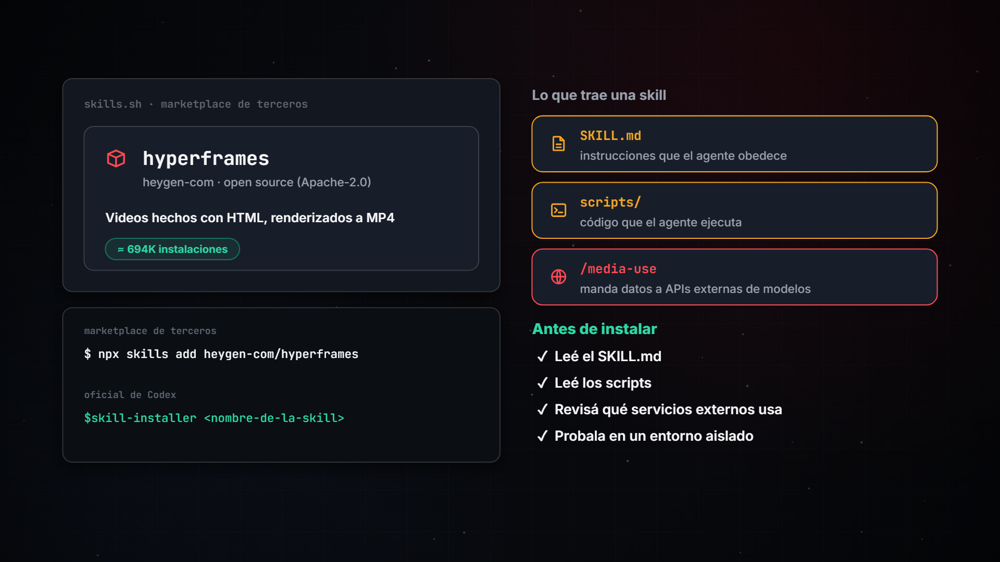 skills.sh · marketplace de terceros
hyperframes
heygen-com · open source (Apache-2.0)
Videos hechos con HTML, renderizados a MP4
≈ 694K instalaciones
marketplace de terceros
$ npx skills add heygen-com/hyperframes
oficial de Codex
$skill-installer <nombre-de-la-skill>
Lo que trae una skill
SKILL.md
instrucciones que el agente obedece
scripts/
código que el agente ejecuta
/media-use
manda datos a APIs externas de modelos
Antes de instalar
✓ Leé el SKILL.md
✓ Leé los scripts
✓ Revisá qué servicios externos usa
✓ Probala en un entorno aislado